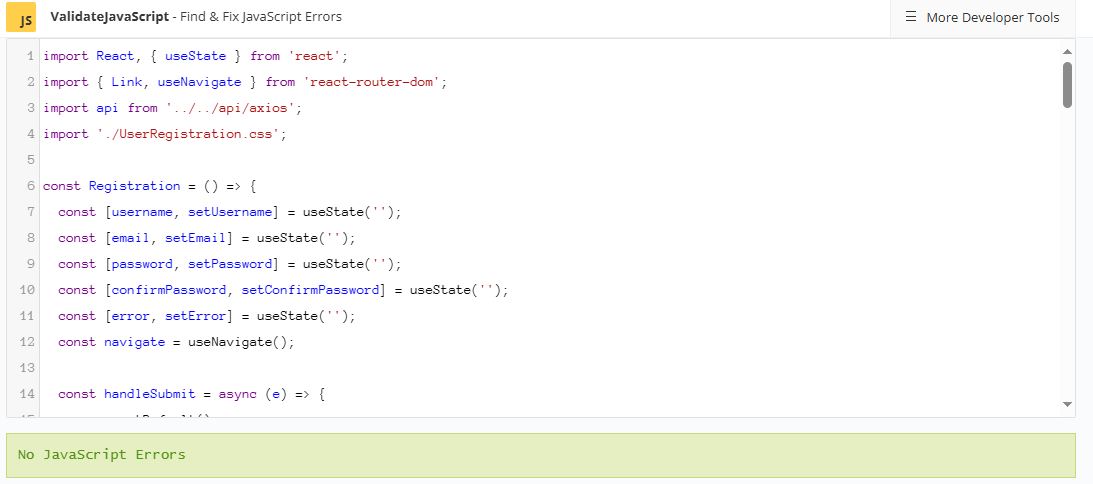 JS ValidateJavaScript - Find & Fix JavaScript Errors ☰ More Developer Tools
1 import React, { useState } from 'react';
2 import { Link, useNavigate } from 'react-router-dom';
3 import api from '../../api/axios';
4 import './UserRegistration.css';
5
6 const Registration = () => {
7 const [username, setUsername] = useState('');
8 const [email, setEmail] = useState('');
9 const [password, setPassword] = useState('');
10 const [confirmPassword, setConfirmPassword] = useState('');
11 const [error, setError] = useState('');
12 const navigate = useNavigate();
13
14 const handleSubmit = async (e) => {
No JavaScript Errors